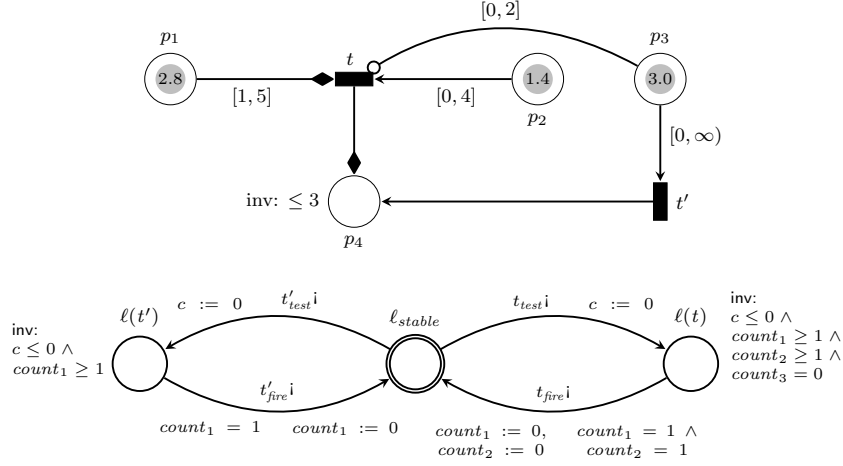 [0, 2]
p1 t p3
2.8 1.4 3.0
[1, 5] [0, 4]
p2
[0, ∞)
inv: ≤ 3 t′
p4
ℓ(t′) c := 0 t′test¡ ℓstable ttest¡ c := 0 ℓ(t)
inv:
c ≤ 0 ∧
count1 ≥ 1
inv:
c ≤ 0 ∧
count1 ≥ 1 ∧
count2 ≥ 1 ∧
count3 = 0
t′fire¡ tfire¡
count1 = 1 count1 := 0
count1 := 0, count1 = 1 ∧
count2 := 0 count2 = 1